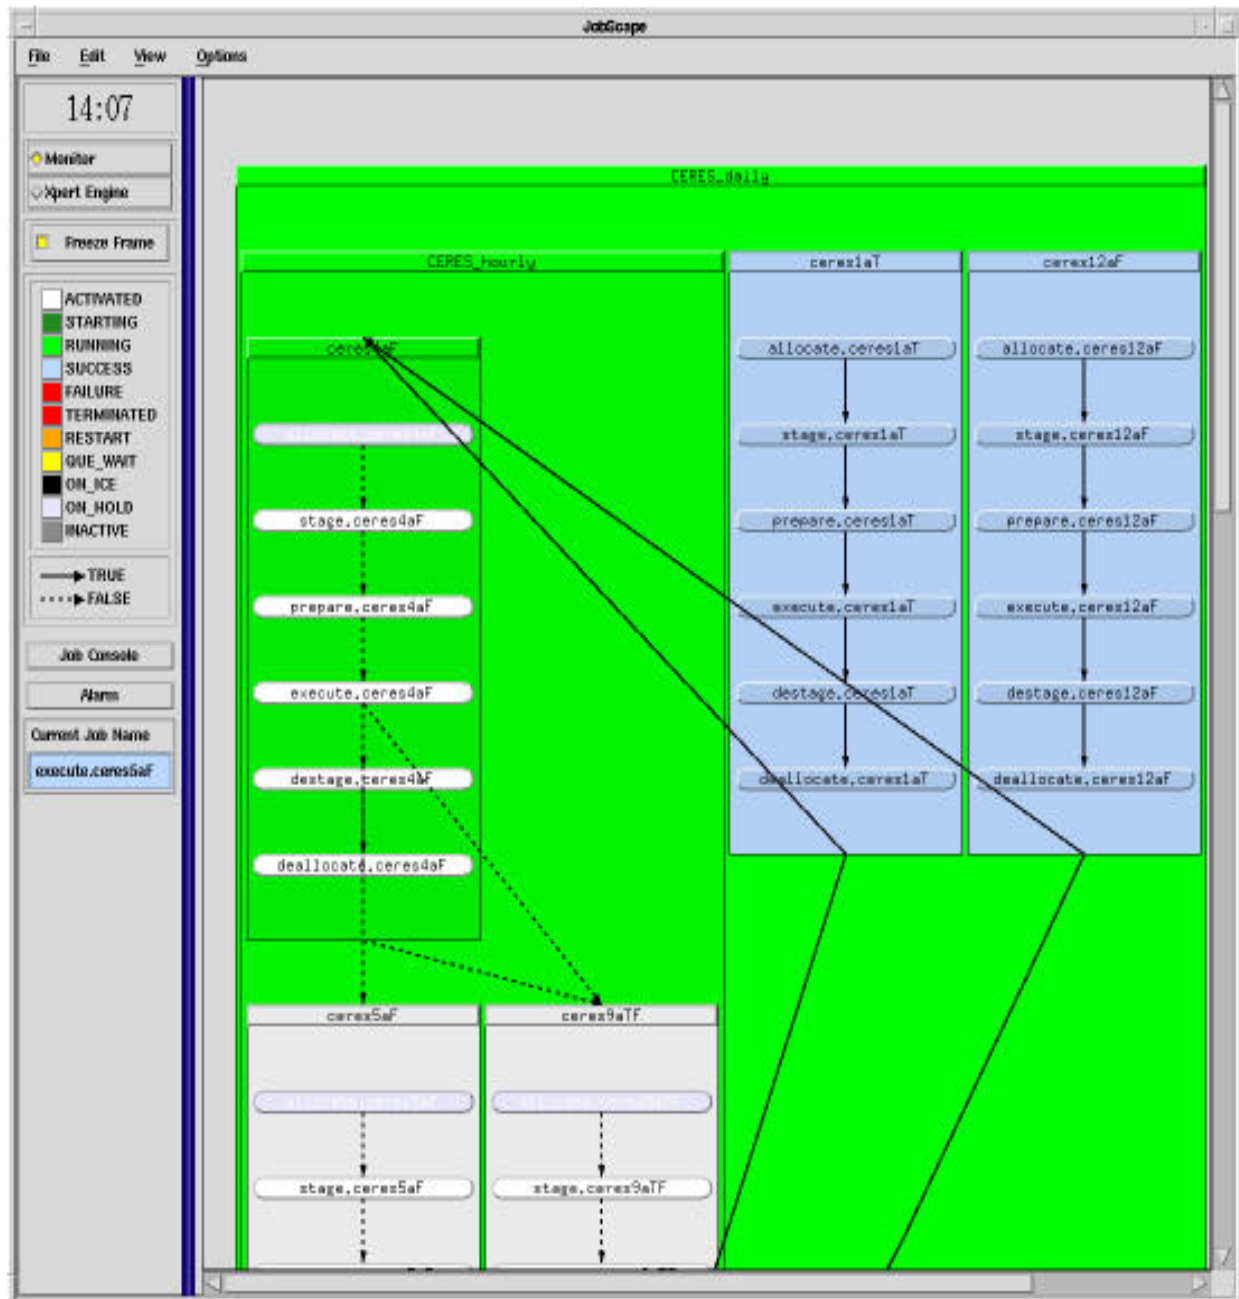 JobScape
File Edit View Options
14:07
Monitor
Xpert Engine
Freeze Frame
ACTIVATED
STARTING
RUNNING
SUCCESS
FAILURE
TERMINATED
RESTART
QUE_WAIT
ON_ICE
ON_HOLD
INACTIVE
TRUE
FALSE
Job Console
Alarm
Current Job Name
execute.ceres5aF
CERES_daily
CERES_hourly
ceres4aF
stage.ceres4aF
prepare.ceres4aF
execute.ceres4aF
destage.ceres4aF
deallocate.ceres4aF
ceres1aT
allocate.ceres1aT
stage.ceres1aT
prepare.ceres1aT
execute.ceres1aT
destage.ceres1aT
deallocate.ceres1aT
ceres12aF
allocate.ceres12aF
stage.ceres12aF
prepare.ceres12aF
execute.ceres12aF
destage.ceres12aF
deallocate.ceres12aF
ceres5aF
stage.ceres5aF
ceres9aTF
stage.ceres9aTF